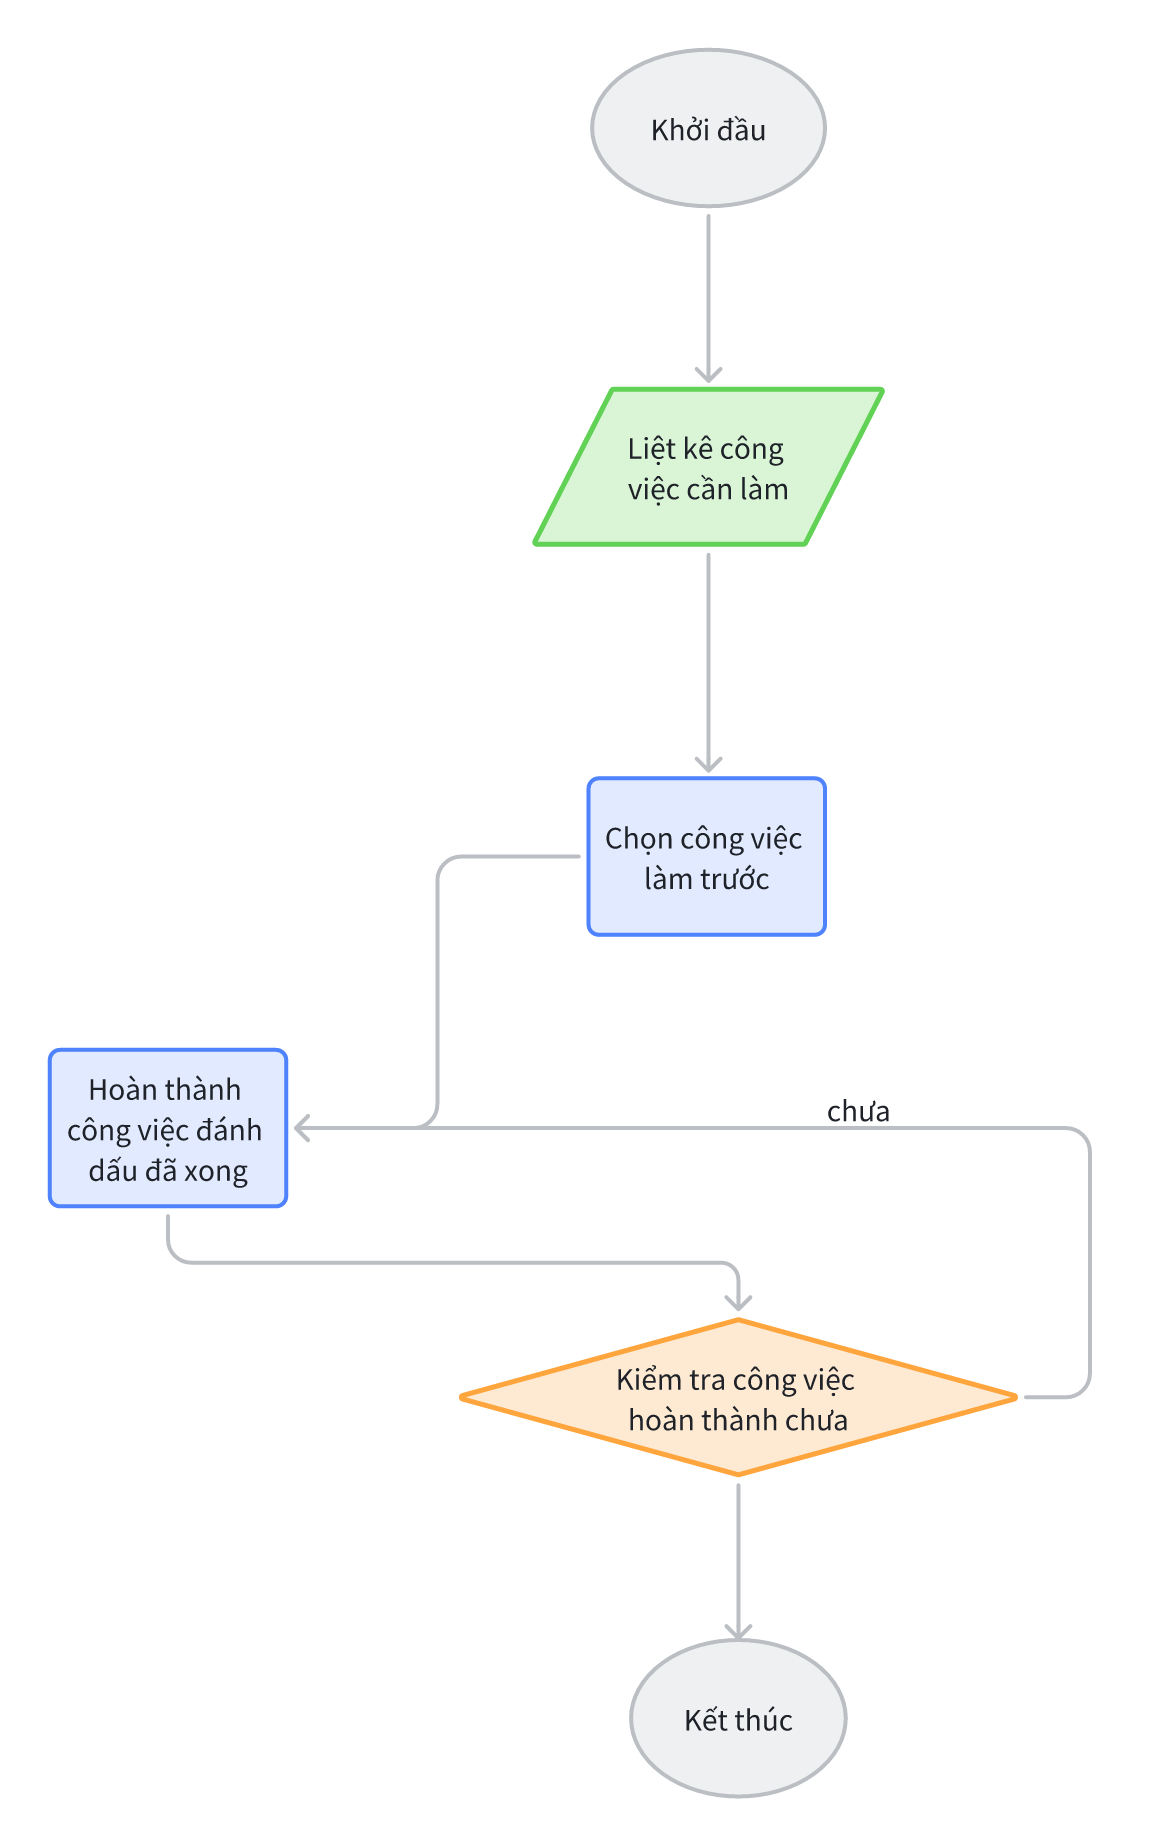 Khởi đầu
Liệt kê công
việc cần làm
Chọn công việc
làm trước
Hoàn thành
công việc đánh
dấu đã xong
chưa
Kiểm tra công việc
hoàn thành chưa
Kết thúc